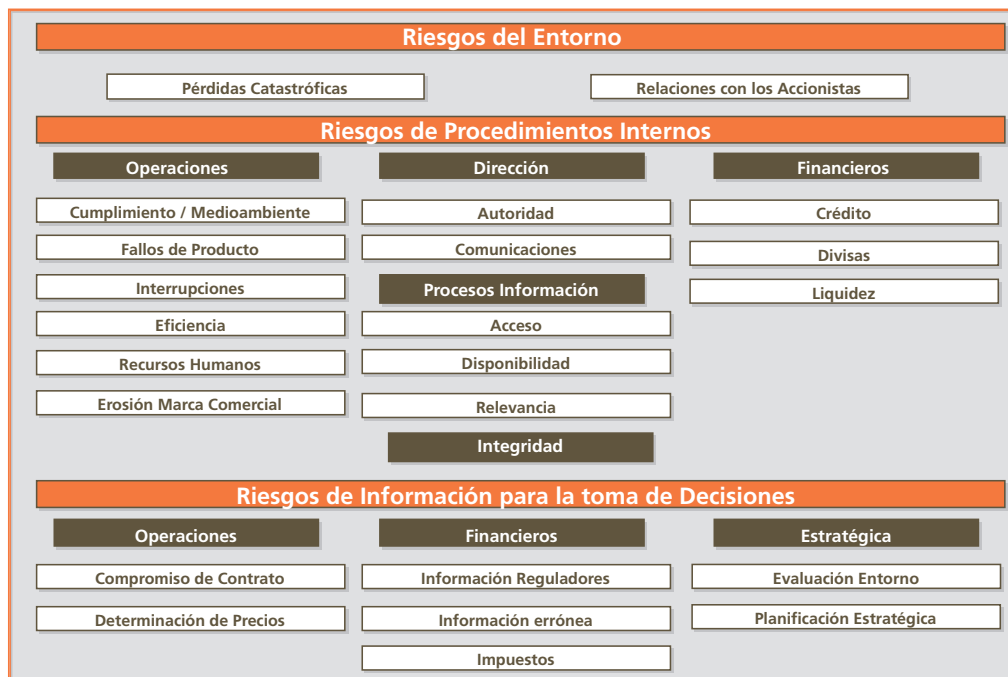 Riesgos del Entorno
Pérdidas Catastróficas
Relaciones con los Accionistas
Riesgos de Procedimientos Internos
Operaciones
Cumplimiento / Medioambiente
Fallos de Producto
Interrupciones
Eficiencia
Recursos Humanos
Erosión Marca Comercial
Dirección
Autoridad
Comunicaciones
Procesos Información
Acceso
Disponibilidad
Relevancia
Integridad
Financieros
Crédito
Divisas
Liquidez
Riesgos de Información para la toma de Decisiones
Operaciones
Compromiso de Contrato
Determinación de Precios
Financieros
Información Reguladores
Información errónea
Impuestos
Estratégica
Evaluación Entorno
Planificación Estratégica